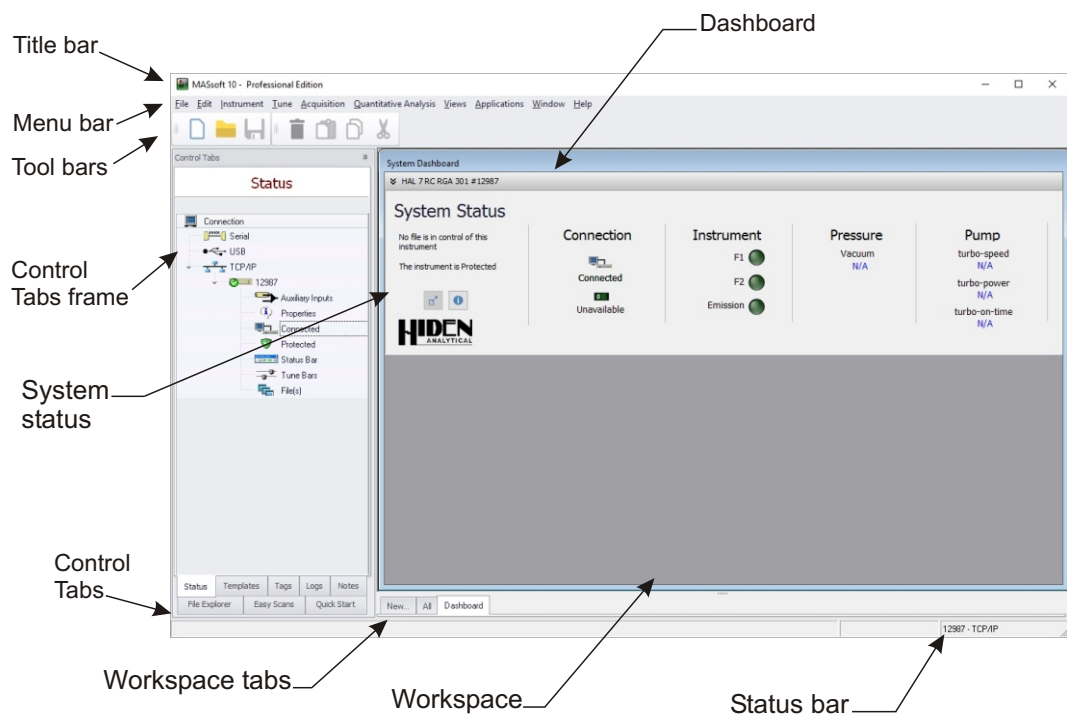 Dashboard
Title bar
MASsoft 10 - Professional Edition
Menu bar
File Edit Instrument Tune Acquisition Quantitative Analysis Views Applications Window Help
Tool bars
Control Tabs
Status
Connection
Serial
USB
TCP/IP
12987
Auxiliary Inputs
Properties
Connected
Protected
Status Bar
Tune Bars
File(s)
Control
Tabs frame
System
status
System Dashboard
HAL 7 RC RGA 301 #12987
System Status
No file is in control of this
instrument
The instrument is Protected
HIDEN
ANALYTICAL
Connection
Connected
Unavailable
Instrument
F1
F2
Emission
Pressure
Vacuum
N/A
Pump
turbo-speed
N/A
turbo-power
N/A
turbo-on-time
N/A
Control
Tabs
Status Templates Tags Logs Notes
File Explorer Easy Scans Quick Start
New... All Dashboard
12987 - TCP/IP
Workspace tabs
Workspace
Status bar